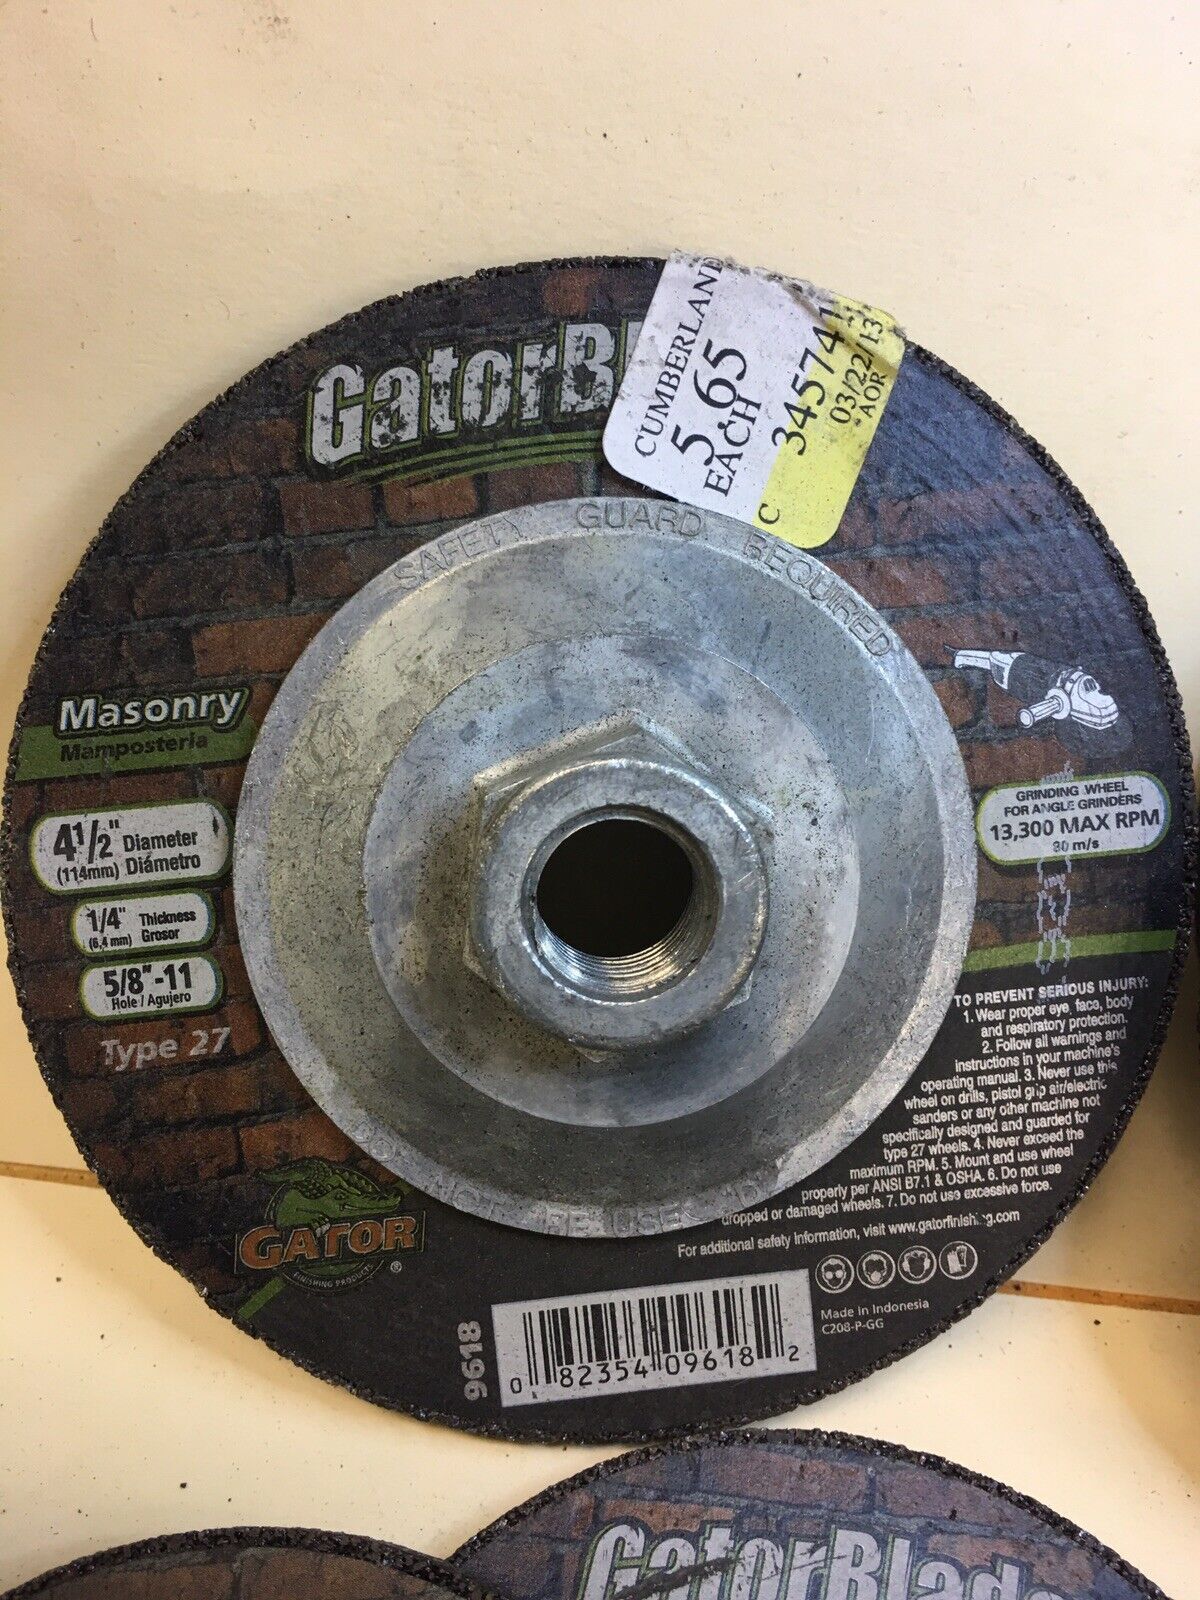 CUMBERLAND
5.65
EACH
C 345741
03/22/13
AOR
GatorBl
SAFETY GUARD REQUIRED
Masonry
Mamposteria
4 1/2" Diameter
(114mm) Diámetro
1/4" Thickness
(6,4 mm) Grosor
5/8"-11
Hole / Agujero
Type 27
GRINDING WHEEL
FOR ANGLE GRINDERS
13,300 MAX RPM
80 m/s
TO PREVENT SERIOUS INJURY:
1. Wear proper eye, face, body
and respiratory protection.
2. Follow all warnings and
instructions in your machine's
operating manual. 3. Never use this
wheel on drills, pistol grip air/electric
sanders or any other machine not
specifically designed and guarded for
type 27 wheels. 4. Never exceed the
maximum RPM. 5. Mount and use wheel
properly per ANSI B7.1 & OSHA. 6. Do not use
dropped or damaged wheels. 7. Do not use excessive force.
For additional safety information, visit www.gatorfinishing.com
DO NOT RE USE
GATOR
FINISHING PRODUCTS
®
Made in Indonesia
C208-P-GG
9618
0 82354 09618 2
GatorBlade